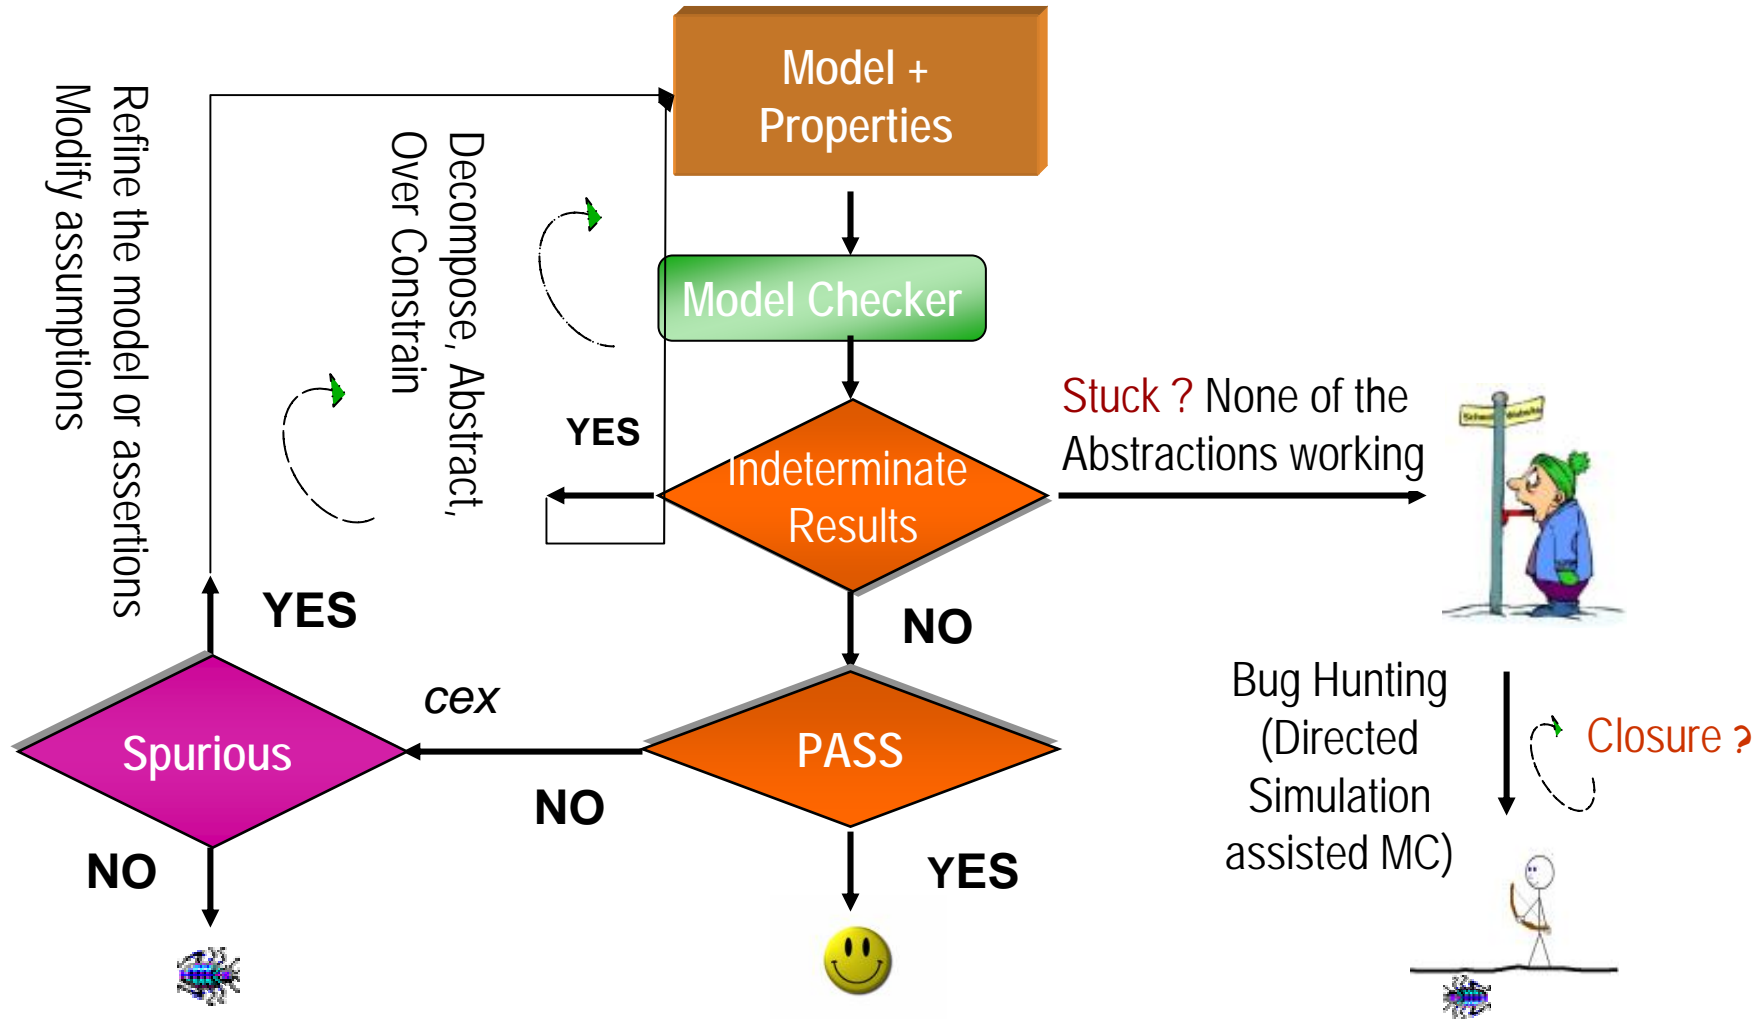 Model +
Properties
Refine the model or assertions
Modify assumptions
Decompose, Abstract,
Over Constrain
Model Checker
YES
Indeterminate
Results
Stuck ? None of the
Abstractions working
YES
NO
cex
Spurious
PASS
NO
NO
YES
Bug Hunting
(Directed
Simulation
assisted MC)
Closure ?